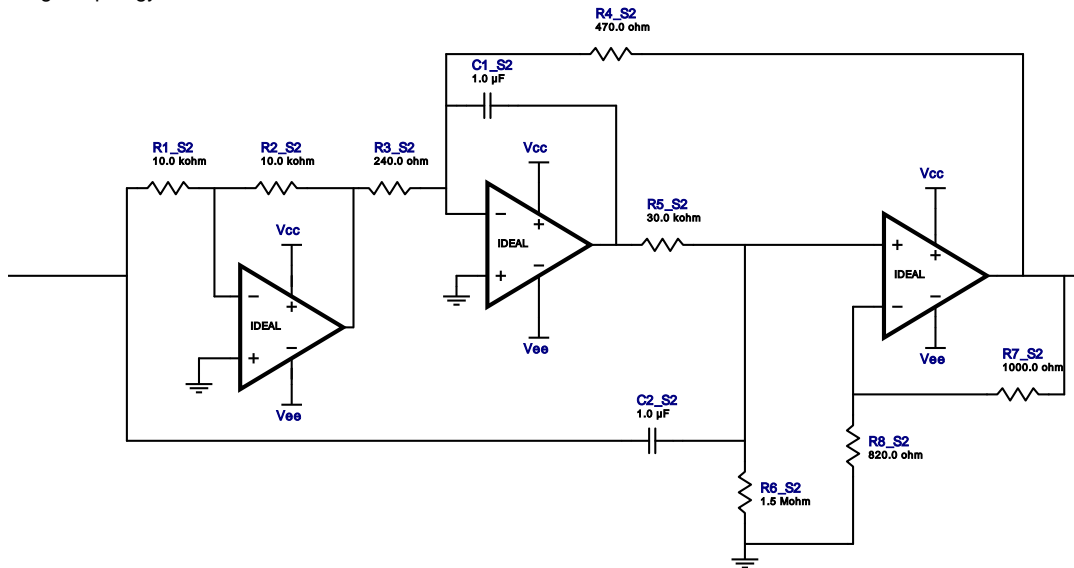 R4_S2
470.0 ohm
C1_S2
1.0 µF
R1_S2
10.0 kohm
R2_S2
10.0 kohm
R3_S2
240.0 ohm
Vcc
−
+
IDEAL
−
+
Vee
R5_S2
30.0 kohm
Vcc
+
+
IDEAL
−
−
Vee
Vcc
−
+
IDEAL
−
+
Vee
R7_S2
1000.0 ohm
C2_S2
1.0 µF
R8_S2
820.0 ohm
R6_S2
1.5 Mohm